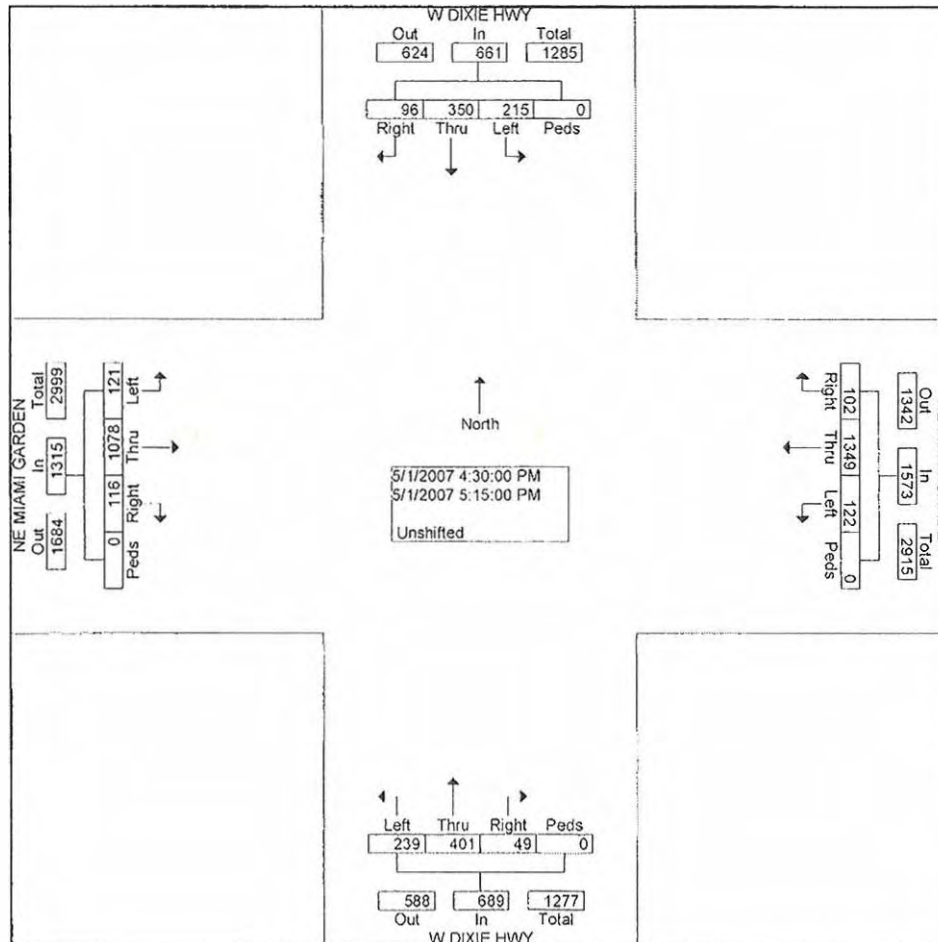 W DIXIE HWY
Out In Total
624 661 1285
96 350 215 0
Right Thru Left Peds
NE MIAMI GARDEN
Total In Out
2999 1315 1684
121 1078 116 0
Left Thru Right Peds
North
5/1/2007 4:30:00 PM
5/1/2007 5:15:00 PM
Unshifted
Right Thru Left Peds
102 1349 122 0
1342 1573 2915
Out In Total
Left Thru Right Peds
239 401 49 0
588 689 1277
Out In Total
W DIXIE HWY